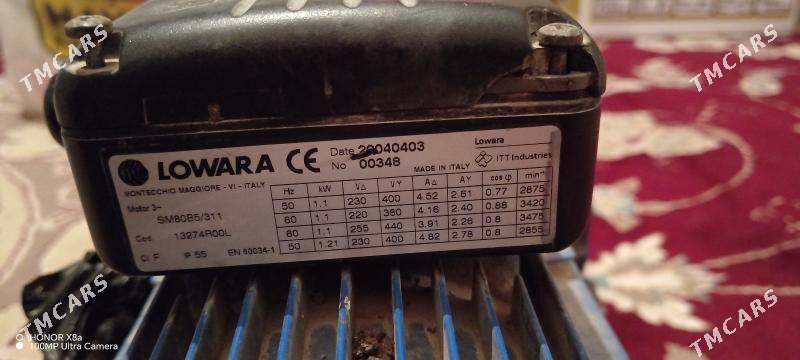 LOWARA CE
Date 20040403
No 00348
Lowara
ITT Industries
MADE IN ITALY
MONTECCHIO MAGGIORE - VI - ITALY
Motor 3~
SM80B5/311
Cod. 13274R00L
Cl F IP 55 EN 60034-1
Hz kW V△ VY A△ AY cos φ min⁻¹
50 1.1 230 400 4.52 2.61 0.77 2875
60 1.1 220 380 4.16 2.40 0.88 3420
60 1.1 255 440 3.91 2.26 0.8 3475
50 1.21 230 400 4.82 2.78 0.8 2855
TMCARS
TMCARS
TMCARS
TMCARS
TMCARS
HONOR X8a
100MP Ultra Camera